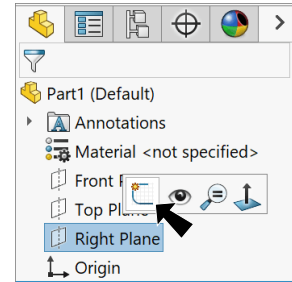 Part1 (Default)
Annotations
Material <not specified>
Front
Top Plane
Right Plane
Origin